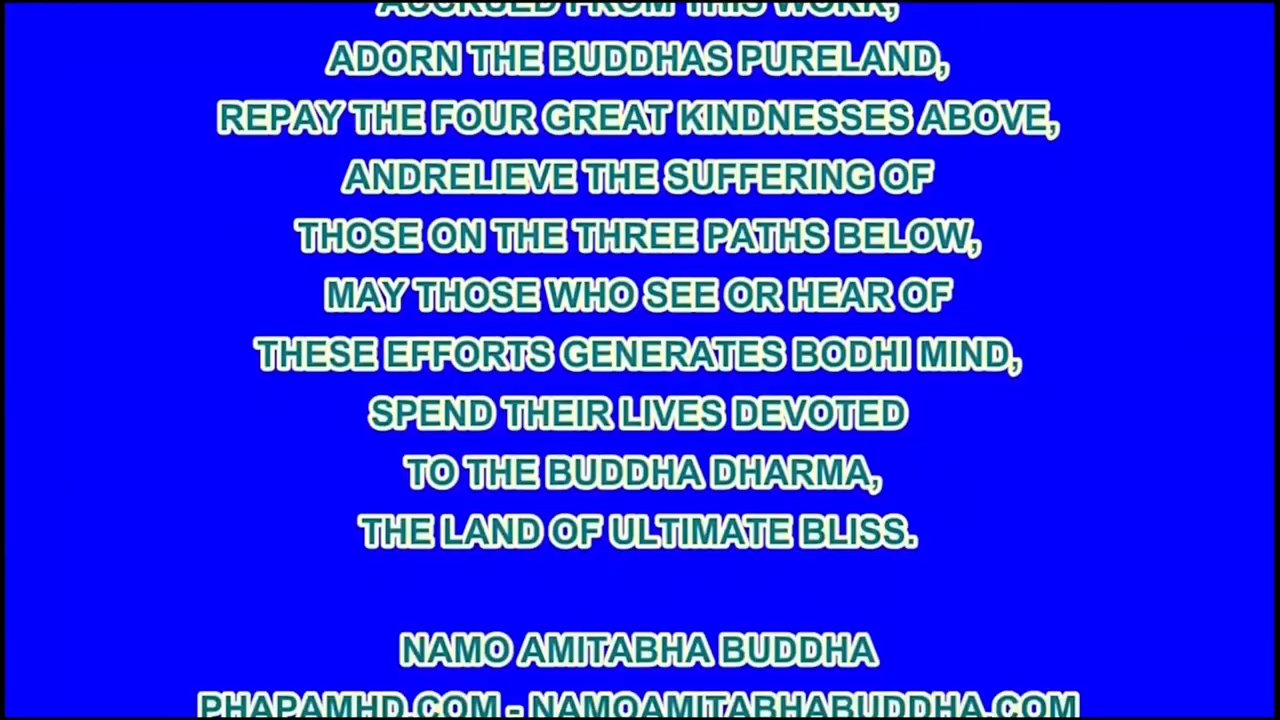 ACCRUED FROM THIS WORK,
ADORN THE BUDDHAS PURELAND,
REPAY THE FOUR GREAT KINDNESSES ABOVE,
ANDRELIEVE THE SUFFERING OF
THOSE ON THE THREE PATHS BELOW,
MAY THOSE WHO SEE OR HEAR OF
THESE EFFORTS GENERATES BODHI MIND,
SPEND THEIR LIVES DEVOTED
TO THE BUDDHA DHARMA,
THE LAND OF ULTIMATE BLISS.
NAMO AMITABHA BUDDHA
PHAPAMHD.COM - NAMOAMITABHABUDDHA.COM